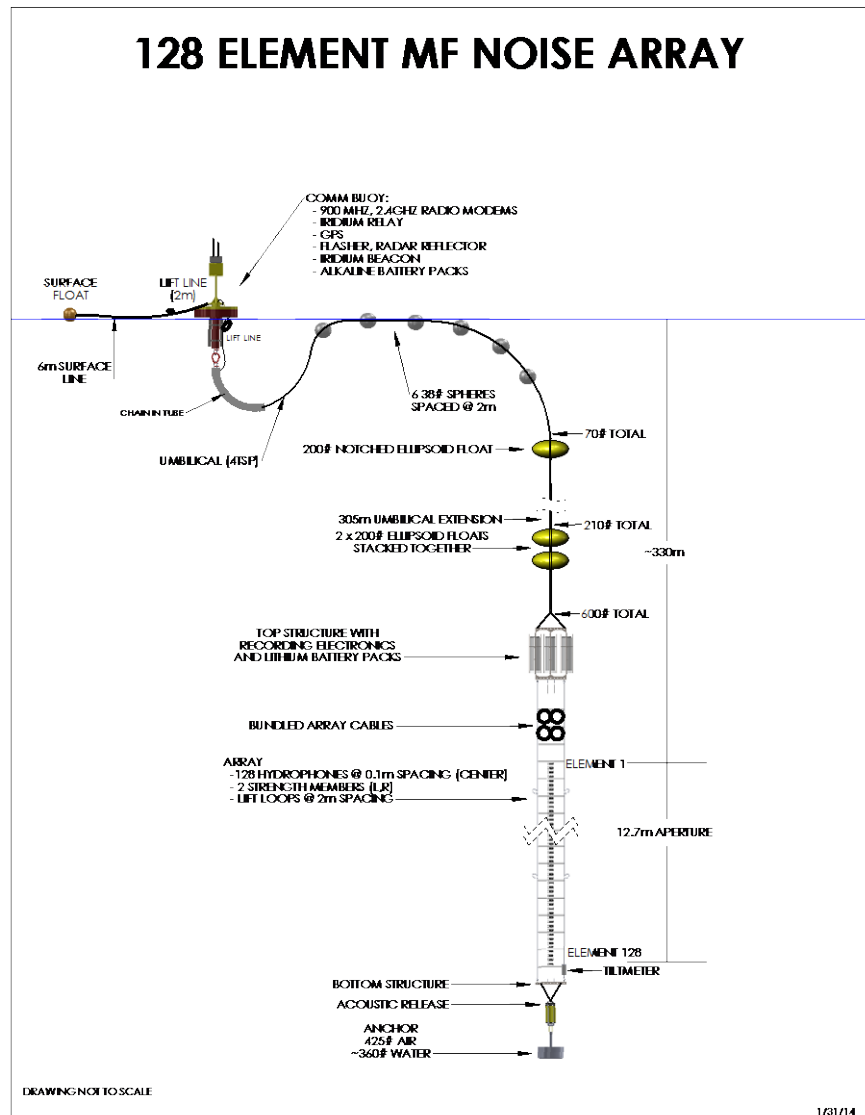 128 ELEMENT MF NOISE ARRAY
COMM BUOY:
- 900 MHZ, 2.4GHZ RADIO MODEMS
- IRIDIUM RELAY
- GPS
- FLASHER, RADAR REFLECTOR
- IRIDIUM BEACON
- ALKALINE BATTERY PACKS
SURFACE
FLOAT
LIFT LINE
(2m)
LIFT LINE
6m SURFACE
LINE
CHAIN IN TUBE
UMBILICAL (4TSP)
6 38# SPHERES
SPACED @ 2m
70# TOTAL
200# NOTCHED ELLIPSOID FLOAT
305m UMBILICAL EXTENSION
210# TOTAL
2 x 200# ELLIPSOID FLOATS
STACKED TOGETHER
~330m
600# TOTAL
TOP STRUCTURE WITH
RECORDING ELECTRONICS
AND LITHIUM BATTERY PACKS
BUNDLED ARRAY CABLES
ARRAY
- 128 HYDROPHONES @ 0.1m SPACING (CENTER)
- 2 STRENGTH MEMBERS (L,R)
- LIFT LOOPS @ 2m SPACING
ELEMENT 1
12.7m APERTURE
ELEMENT 128
TILTMETER
BOTTOM STRUCTURE
ACOUSTIC RELEASE
ANCHOR
425# AIR
~360# WATER
DRAWING NOT TO SCALE
1/31/14